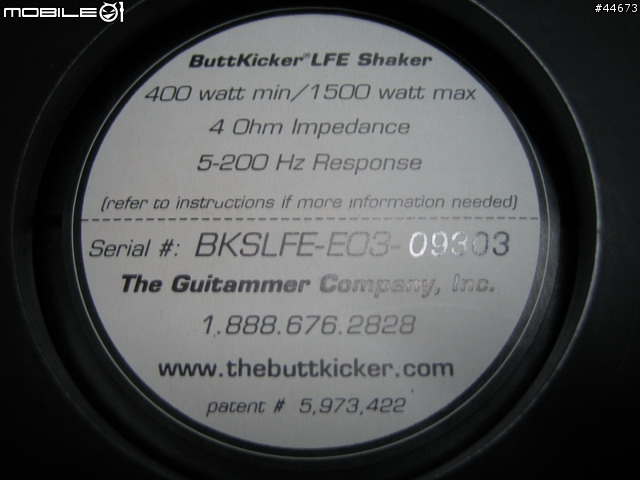 MOBILE01
#44673
ButtKicker® LFE Shaker
400 watt min/1500 watt max
4 Ohm Impedance
5-200 Hz Response
(refer to instructions if more information needed)
Serial #: BKSLFE-E03-09303
The Guitammer Company, Inc.
1.888.676.2828
www.thebuttkicker.com
patent # 5,973,422